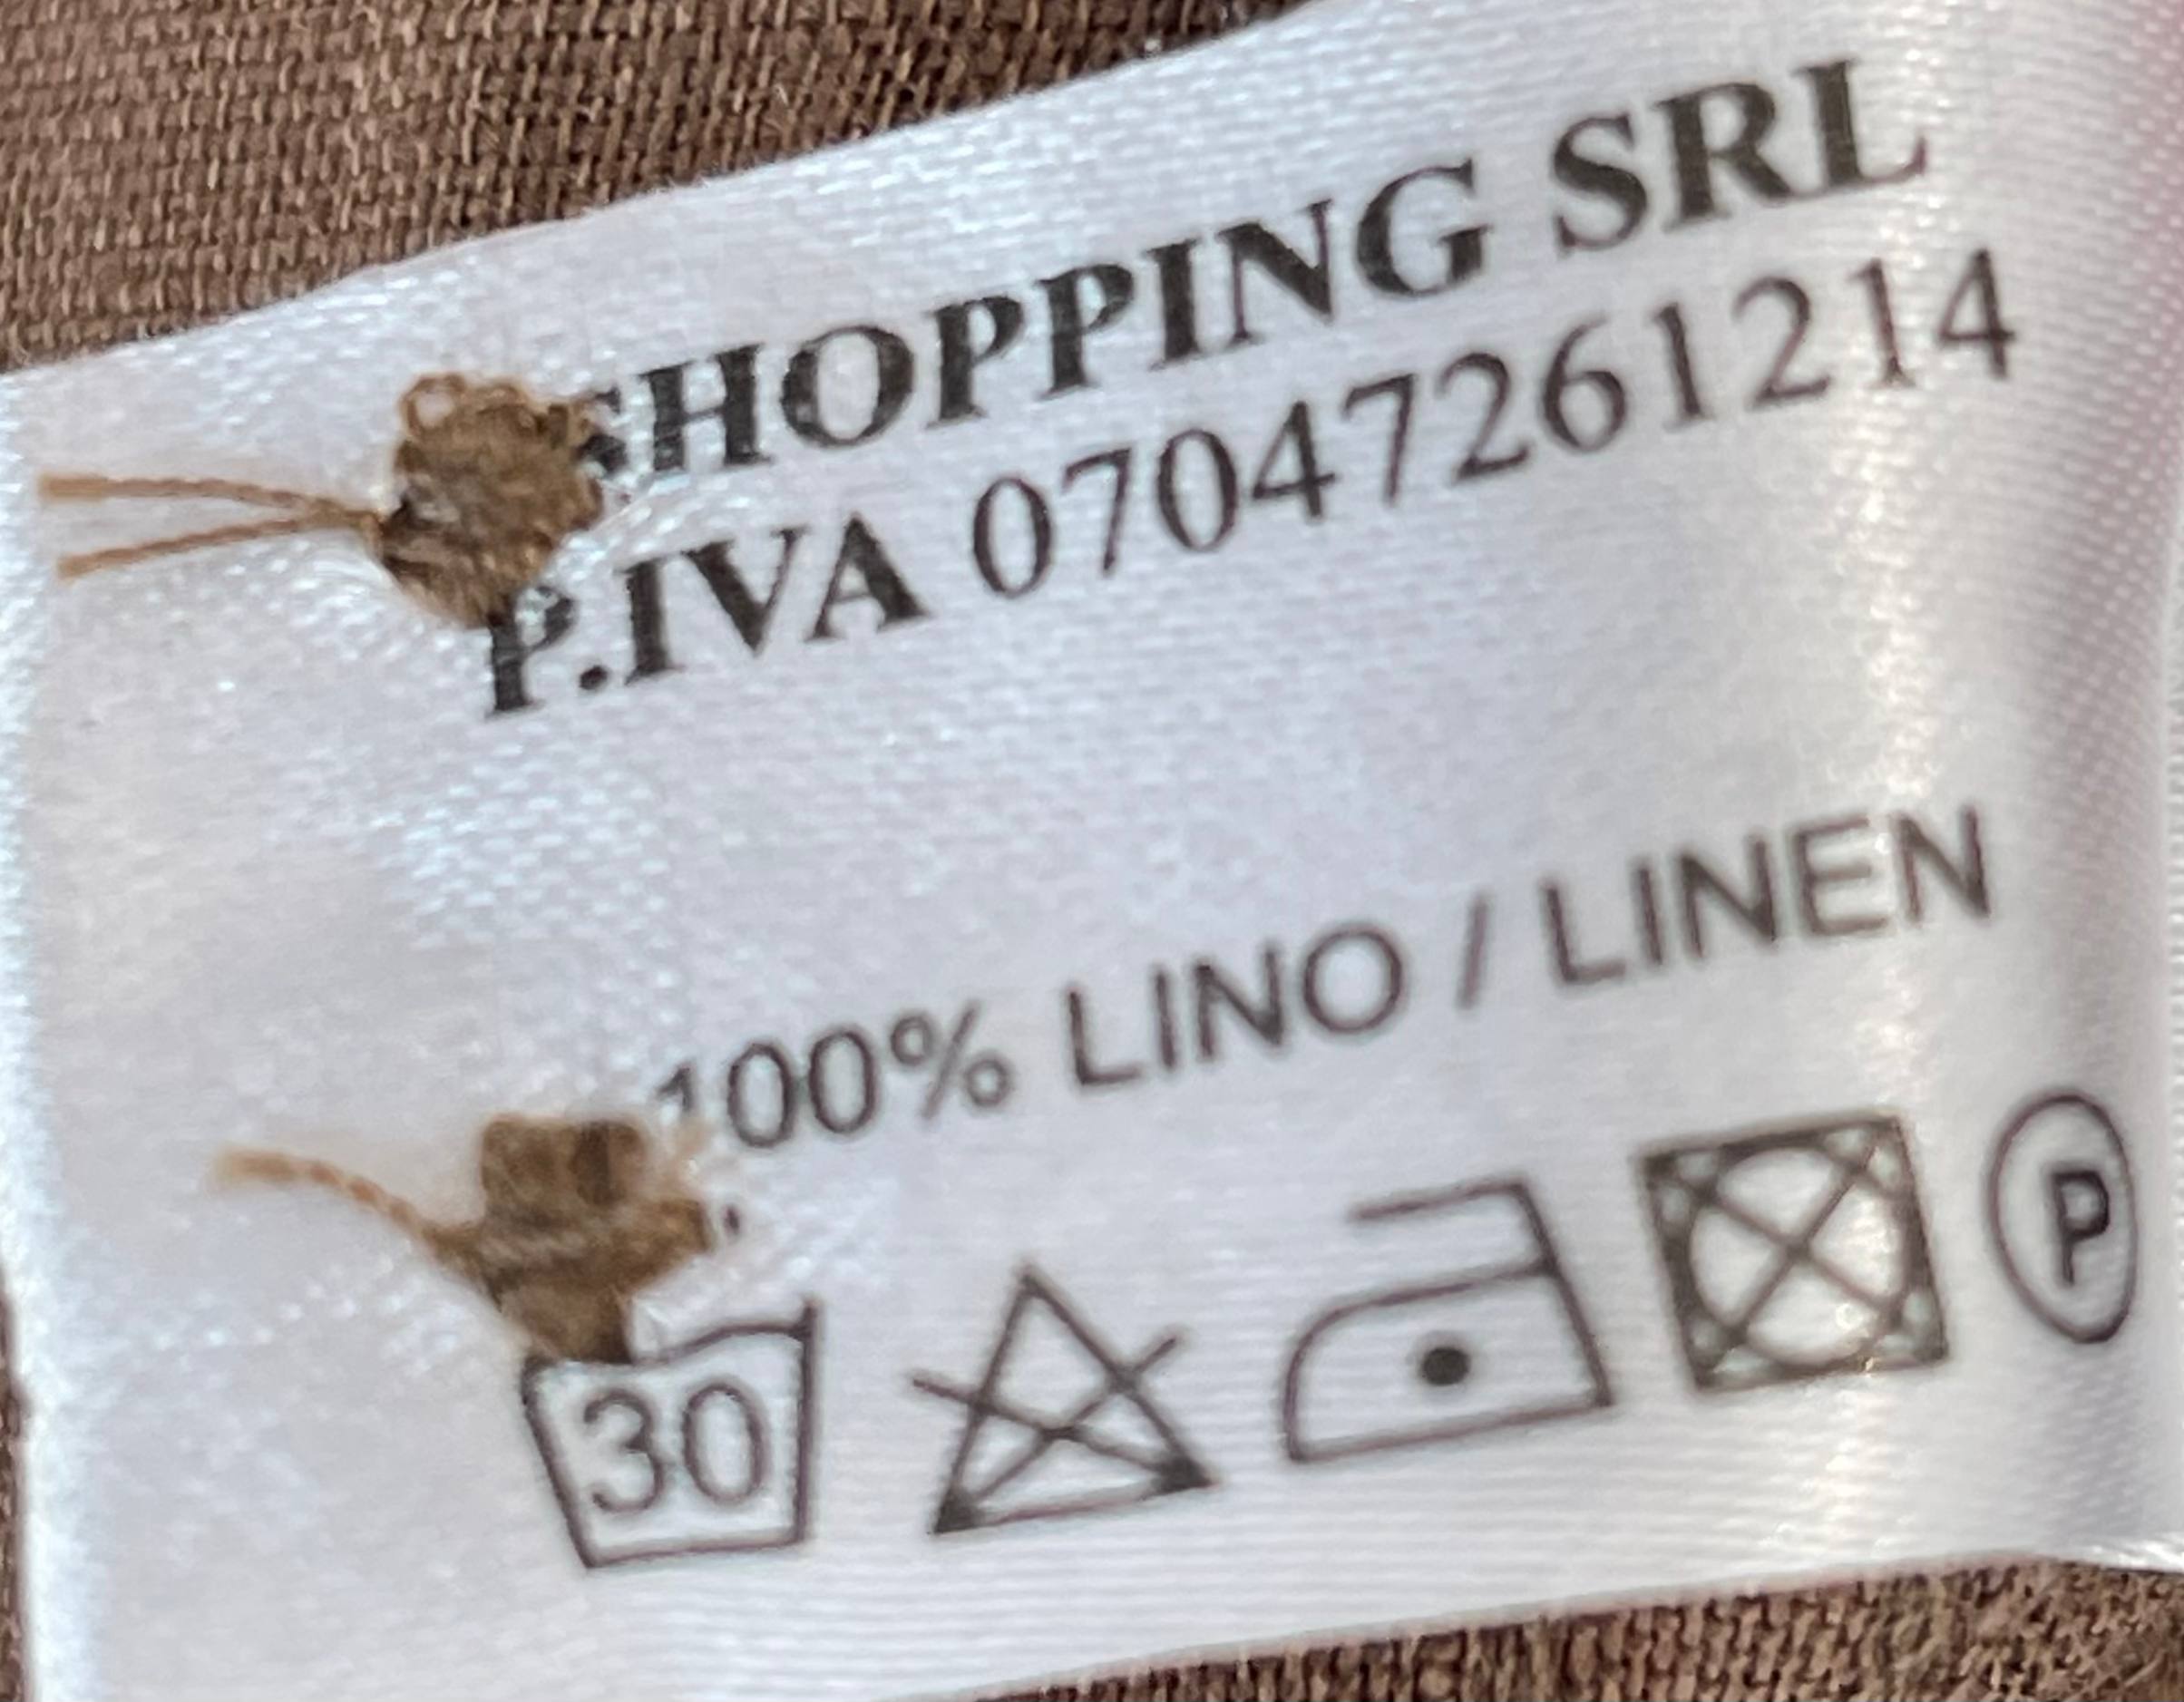 SHOPPING SRL
P.IVA 07047261214
100% LINO / LINEN
30 P